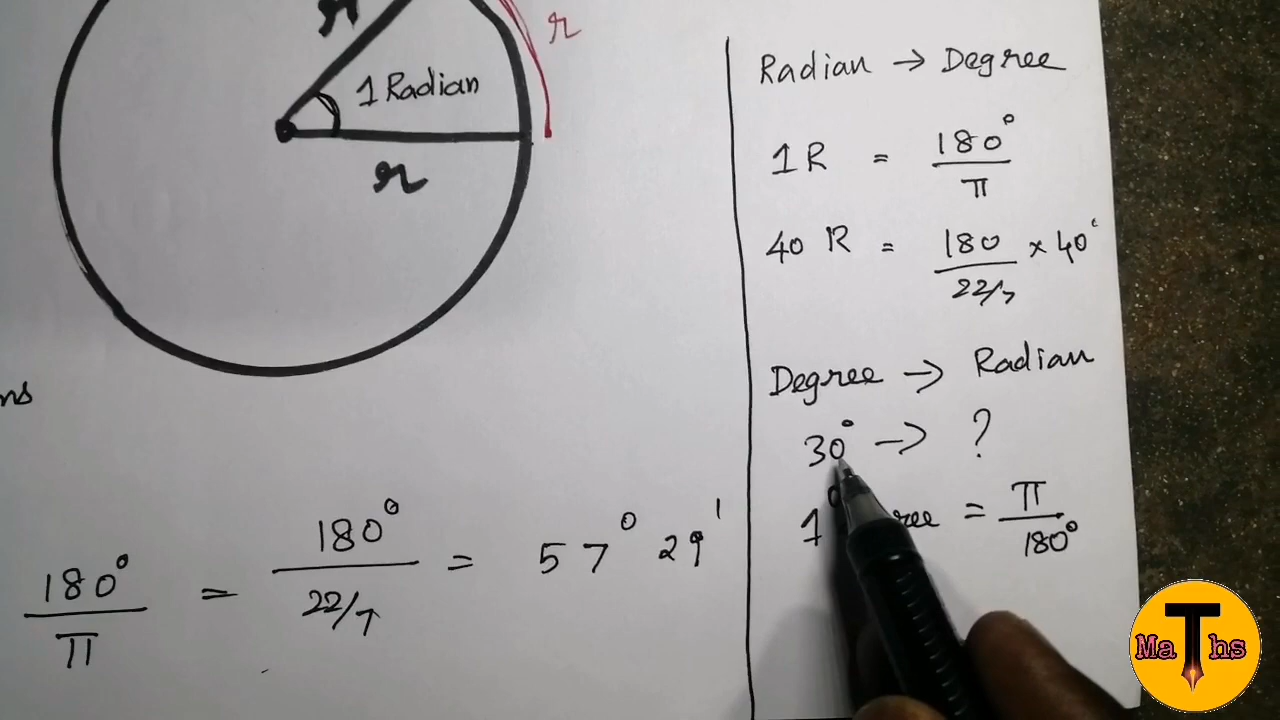 r
r
1 Radian
r
Radian → Degree
1R = 180° / π
40 R = 180 / 22/7 × 40°
Degree → Radian
30° → ?
1° = π / 180°
ns
180° / π = 180° / 22/7 = 57° 29'
Maths